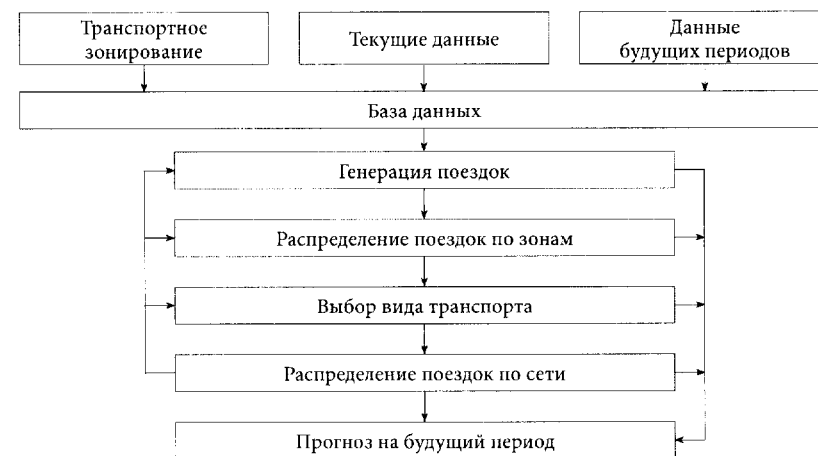 Транспортное
зонирование
Текущие данные
Данные
будущих периодов
База данных
Генерация поездок
Распределение поездок по зонам
Выбор вида транспорта
Распределение поездок по сети
Прогноз на будущий период